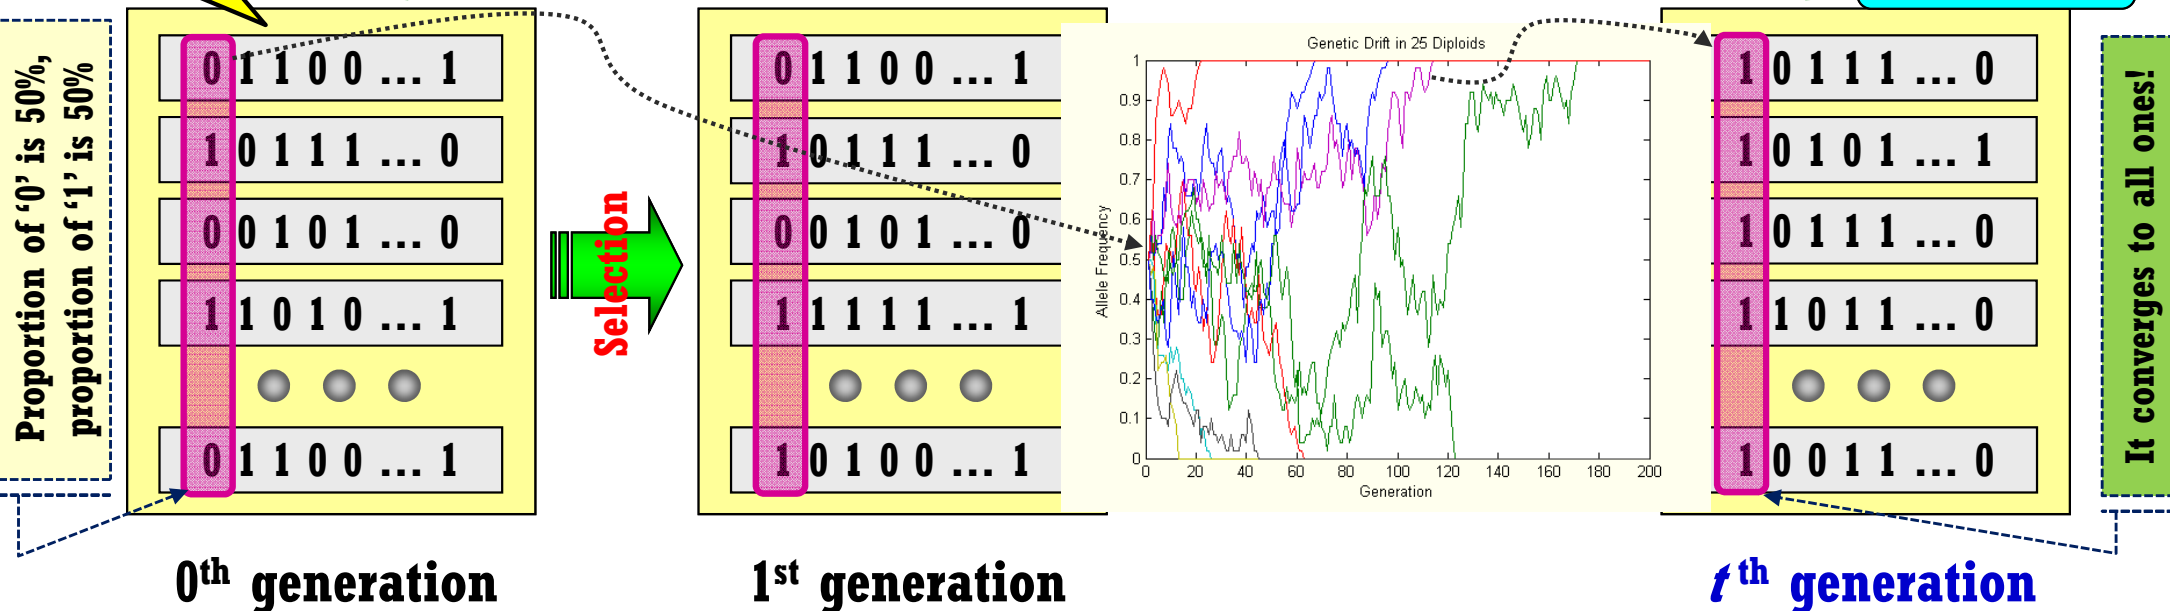 Proportion of ‘0’ is 50%,
proportion of ‘1’ is 50%
0 1 1 0 0 ... 1
1 0 1 1 1 ... 0
0 0 1 0 1 ... 0
1 1 0 1 0 ... 1
0 1 1 0 0 ... 1
0th generation
Selection
0 1 1 0 0 ... 1
1 0 1 1 1 ... 0
0 0 1 0 1 ... 0
1 1 1 1 1 ... 1
1 0 1 0 0 ... 1
1st generation
Genetic Drift in 25 Diploids
Allele Frequency
1
0.9
0.8
0.7
0.6
0.5
0.4
0.3
0.2
0.1
0
0 20 40 60 80 100 120 140 160 180 200
Generation
1 0 1 1 1 ... 0
1 0 1 0 1 ... 1
1 0 1 1 1 ... 0
1 1 0 1 1 ... 0
1 0 0 1 1 ... 0
t th generation
It converges to all ones!